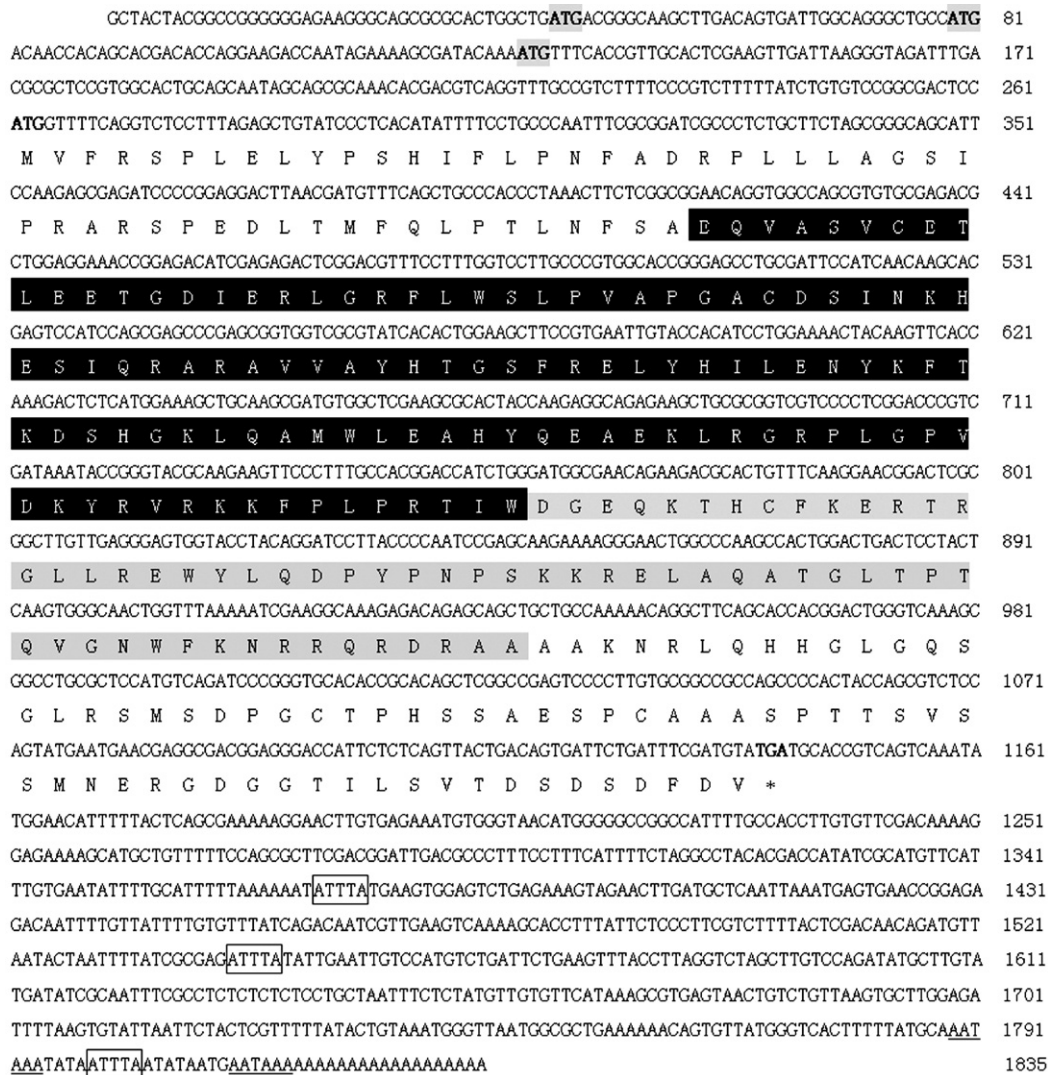 GCTACTACGGCCGGGGGGAGAAGGGCAGCGCGCACTGGCTGATGACGGGCAAGCTTGACAGTGATTGGCAGGGCTGCCATG 81
ACAACCACAGCACGACACCAGGAAGACCAATAGAAAAGCGATACAAAATGTTTCACCGTTGCACTCGAAGTTGATTAAGGGTAGATTTGA 171
CGCGCTCCGTGGCACTGCAGCAATAGCAGCGCAAACACGACGTCAGGTTTGCCGTCTTTTCCCGTCTTTTTATCTGTGTCCGGCGACTCC 261
ATGGTTTTCAGGTCTCCTTTAGAGCTGTATCCCTCACATATTTTCCTGCCCAATTTCGCGGATCGCCCTCTGCTTCTAGCGGGCAGCATT 351
M V F R S P L E L Y P S H I F L P N F A D R P L L L A G S I
CCAAGAGCGAGATCCCCGGAGGACTTAACGATGTTTCAGCTGCCCACCCTAAACTTCTCGGCGGAACAGGTGGCCAGCGTGTGCGAGACG 441
P R A R S P E D L T M F Q L P T L N F S A E Q V A S V C E T
CTGGAGGAAACCGGAGACATCGAGAGACTCGGACGTTTCCTTTGGTCCTTGCCCGTGGCACCGGGAGCCTGCGATTCCATCAACAAGCAC 531
L E E T G D I E R L G R F L W S L P V A P G A C D S I N K H
GAGTCCATCCAGCGAGCCCGAGCGGTGGTCGCGTATCACACTGGAAGCTTCCGTGAATTGTACCACATCCTGGAAAACTACAAGTTCACC 621
E S I Q R A R A V V A Y H T G S F R E L Y H I L E N Y K F T
AAAGACTCTCATGGAAAGCTGCAAGCGATGTGGCTCGAAGCGCACTACCAAGAGGCAGAGAAGCTGCGCGGTCGTCCCCTCGGACCCGTC 711
K D S H G K L Q A M W L E A H Y Q E A E K L R G R P L G P V
GATAAATACCGGGTACGCAAGAAGTTCCCTTTGCCACGGACCATCTGGGATGGCGAACAGAAGACGCACTGTTTCAAGGAACGGACTCGC 801
D K Y R V R K K F P L P R T I W D G E Q K T H C F K E R T R
GGCTTGTTGAGGGAGTGGTACCTACAGGATCCTTACCCCAATCCGAGCAAGAAAAGGGAACTGGCCCAAGCCACTGGACTGACTCCTACT 891
G L L R E W Y L Q D P Y P N P S K K R E L A Q A T G L T P T
CAAGTGGGCAACTGGTTTAAAAATCGAAGGCAAAGAGACAGAGCAGCTGCTGCCAAAAACAGGCTTCAGCACCACGGACTGGGTCAAAGC 981
Q V G N W F K N R R Q R D R A A A A K N R L Q H H G L G Q S
GGCCTGCGCTCCATGTCAGATCCCGGGTGCACACCGCACAGCTCGGCCGAGTCCCCTTGTGCGGCCGCCAGCCCCACTACCAGCGTCTCC 1071
G L R S M S D P G C T P H S S A E S P C A A A S P T T S V S
AGTATGAATGAACGAGGCGACGGAGGGACCATTCTCTCAGTTACTGACAGTGATTCTGATTTCGATGTATGATGCACCGTCAGTCAAATA 1161
S M N E R G D G G T I L S V T D S D S D F D V *
TGGAACATTTTTACTCAGCGAAAAAGGAACTTGTGAGAAATGTGGGTAACATGGGGGCCGGCCATTTTGCCACCTTGTGTTCGACAAAAG 1251
GAGAAAAGCATGCTGTTTTTCCAGCGCTTCGACGGATTGACGCCCTTTCCTTTCATTTTCTAGGCCTACACGACCATATCGCATGTTCAT 1341
TTGTGAATATTTTGCATTTTTAAAAAATATTTATGAAGTGGAGTCTGAGAAAGTAGAACTTGATGCTCAATTAAATGAGTGAACCGGAGA 1431
GACAATTTTGTTATTTTGTGTTTATCAGACAATCGTTGAAGTCAAAAGCACCTTTATTCTCCCTTCGTCTTTTACTCGACAACAGATGTT 1521
AATACTAATTTTATCGCGAGATTTATATTGAATTGTCCATGTCTGATTCTGAAGTTTACCTTAGGTCTAGCTTGTCCAGATATGCTTGTA 1611
TGATATCGCAATTTCGCCTCTCTCTCTCCTGCTAATTTCTCTATGTTGTGTTCATAAAGCGTGAGTAACTGTCTGTTAAGTGCTTGGAGA 1701
TTTTAAGTGTATTAATTCTACTCGTTTTTATACTGTAAATGGGTTAATGGCGCTGAAAAAACAGTGTTATGGGTCACTTTTTATGCAAAT 1791
AAATATAATTTAATATAATGAATAAAAAAAAAAAAAAAAAAAAA 1835